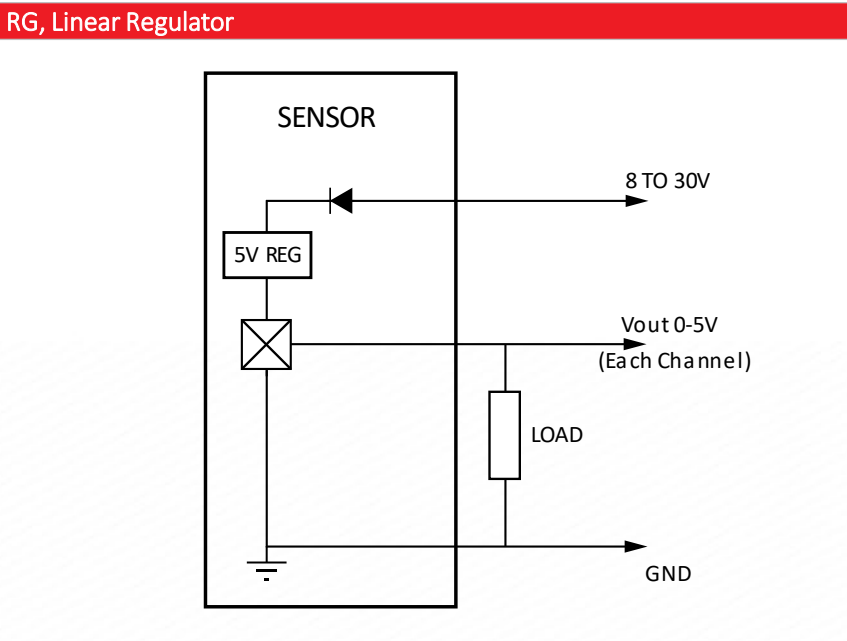 RG, Linear Regulator
SENSOR
8 TO 30V
5V REG
Vout 0-5V
(Each Channel)
LOAD
GND